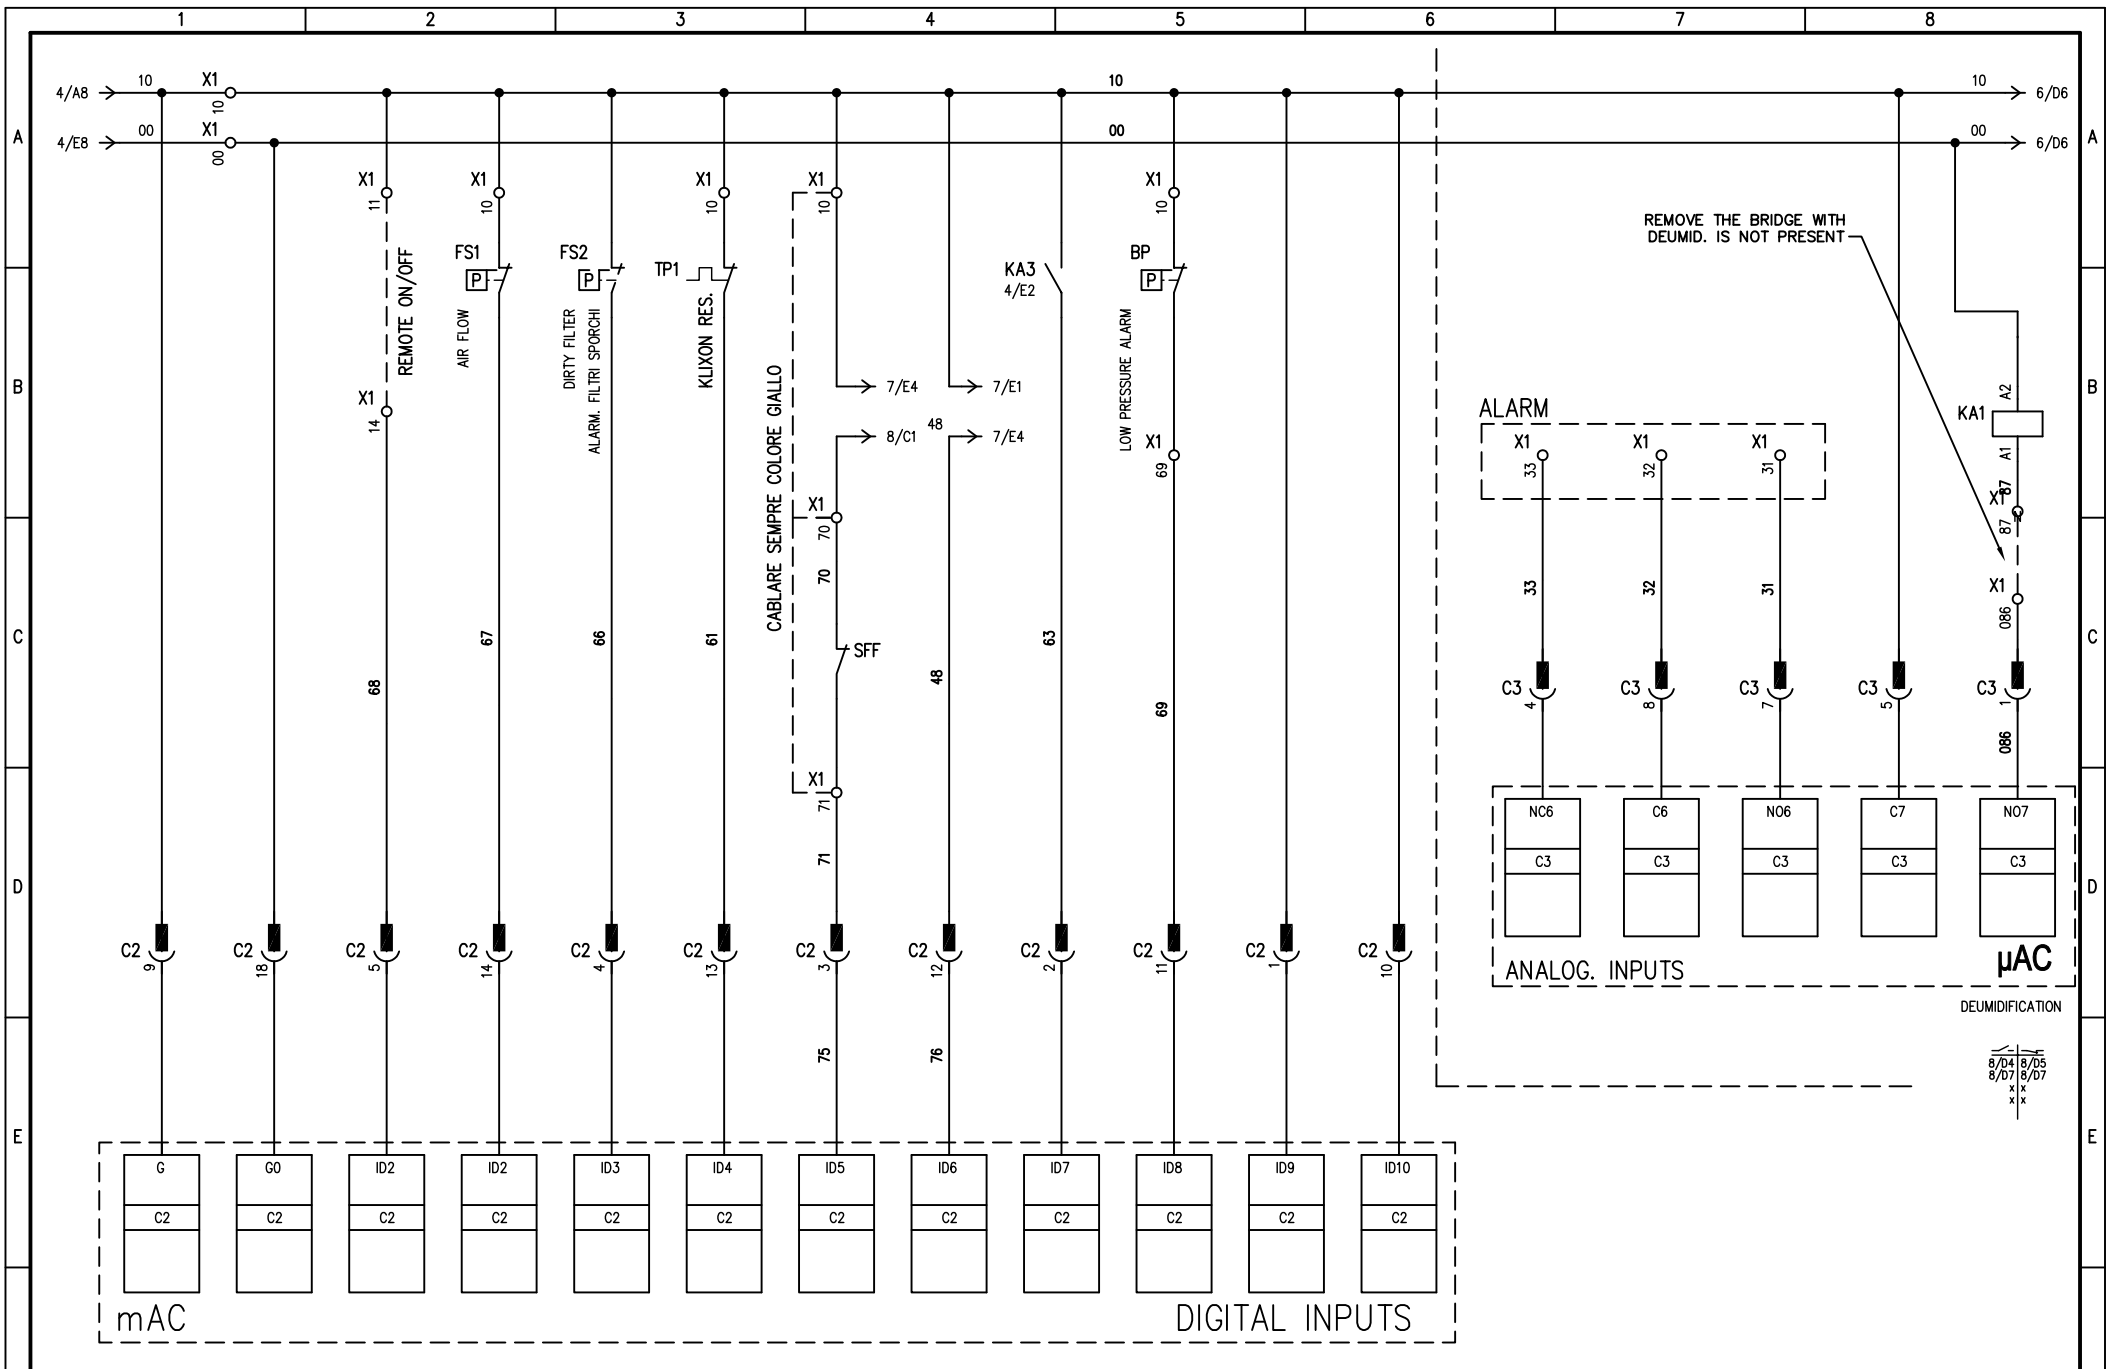 1 2 3 4 5 6 7 8
4/A8 10 X1 10 10 10 6/D6
A 4/E8 00 X1 00 00 00 6/D6 A
X1 11 X1 10 X1 10 X1 10 X1 10
REMOVE THE BRIDGE WITH
DEUMID. IS NOT PRESENT
FS1 P FS2 P TP1 KA3 BP P
4/E2
REMOTE ON/OFF
AIR FLOW
DIRTY FILTER
ALARM. FILTRI SPORCHI
KLIXON RES.
CABLARE SEMPRE COLORE GIALLO
LOW PRESSURE ALARM
B 7/E4 7/E1 B
X1 14
8/C1 48 7/E4
X1 69
ALARM
X1 33 X1 32 X1 31
A2
KA1
A1
87
X1
87
X1 70
70
33 32 31
X1
086
C 67 66 61 63 C
SFF
68 48 69
C3 4 C3 8 C3 7 C3 5 C3 1
086
X1 71
71
NC6 C6 NO6 C7 NO7
C3 C3 C3 C3 C3
D D
C2 9 C2 18 C2 5 C2 14 C2 4 C2 13 C2 3 C2 12 C2 2 C2 11 C2 1 C2 10
ANALOG. INPUTS µAC
DEUMIDIFICATION
75 76
8/D4 8/D5
8/D7 8/D7
x x
x x
E E
G G0 ID2 ID2 ID3 ID4 ID5 ID6 ID7 ID8 ID9 ID10
C2 C2 C2 C2 C2 C2 C2 C2 C2 C2 C2 C2
mAC DIGITAL INPUTS